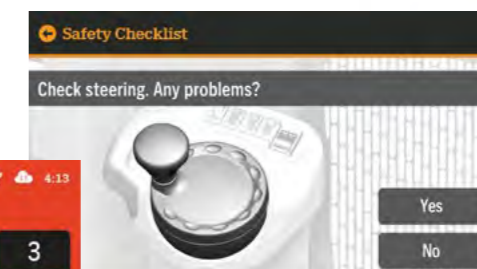 Safety Checklist
Check steering. Any problems?
4:13
Yes
3
No